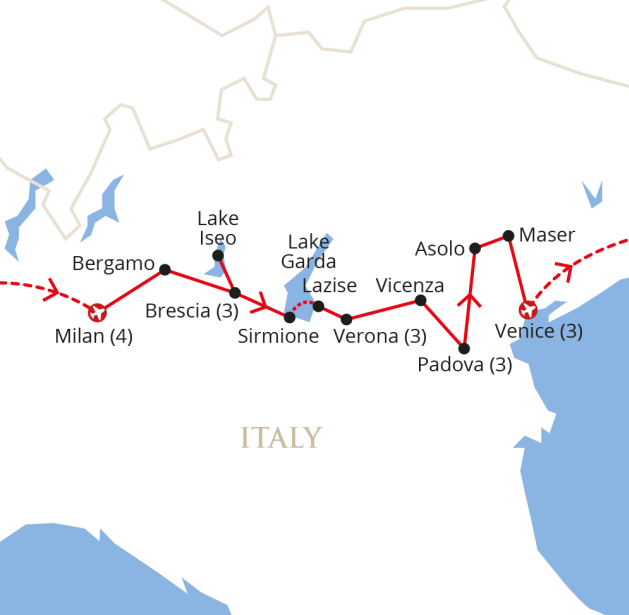 Lake
Iseo
Lake
Garda
Bergamo
Asolo
Maser
Lazise
Vicenza
Brescia (3)
Milan (4)
Sirmione
Verona (3)
Venice (3)
Padova (3)
ITALY